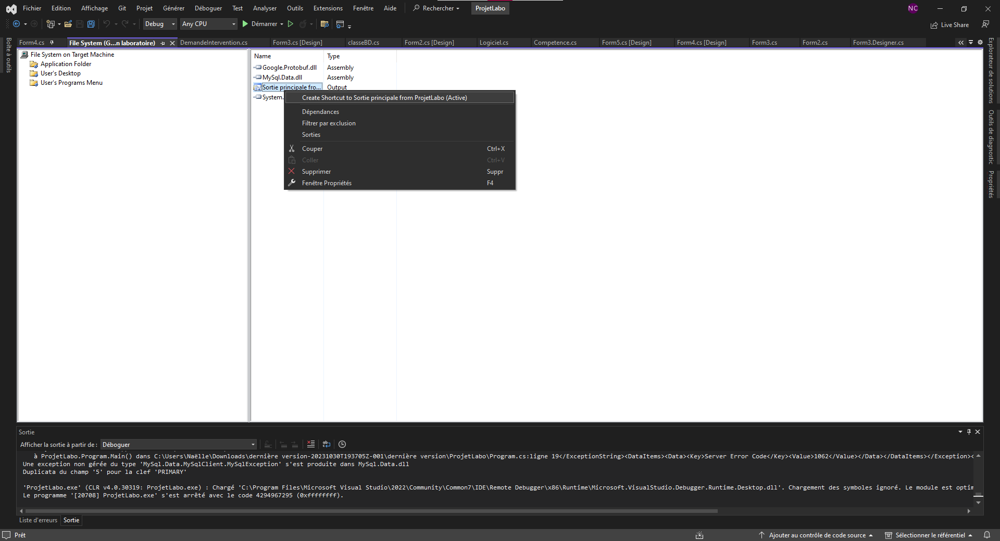 Fichier Edition Affichage Git Projet Générer Déboguer Test Analyser Outils Extensions Fenêtre Aide Rechercher ProjetLabo NC
Debug Any CPU Démarrer Live Share
Form4.cs File System (G...n laboratoire) DemandeIntervention.cs Form3.cs [Design] classeBD.cs Form2.cs [Design] Logiciel.cs Competence.cs Form5.cs [Design] Form4.cs [Design] Form3.cs Form2.cs Form3.Designer.cs
Boîte à outils
File System on Target Machine
Application Folder
User's Desktop
User's Programs Menu
Name Type
Google.Protobuf.dll Assembly
MySql.Data.dll Assembly
Sortie principale fro... Output
System.
Create Shortcut to Sortie principale from ProjetLabo (Active)
Dépendances
Filtrer par exclusion
Sorties
Couper Ctrl+X
Coller Ctrl+V
Supprimer Suppr
Fenêtre Propriétés F4
Explorateur de solutions
Outils de diagnostic
Propriétés
Sortie
Afficher la sortie à partir de : Déboguer
à ProjetLabo.Program.Main() dans C:\Users\Naëlle\Downloads\dernière version-20231030T193705Z-001\dernière version\ProjetLabo\Program.cs:ligne 19</ExceptionString><DataItems><Data><Key>Server Error Code</Key><Value>1062</Value></Data></DataItems></Exception><
Une exception non gérée du type 'MySql.Data.MySqlClient.MySqlException' s'est produite dans MySql.Data.dll
Duplicata du champ '5' pour la clef 'PRIMARY'
'ProjetLabo.exe' (CLR v4.0.30319: ProjetLabo.exe) : Chargé 'C:\Program Files\Microsoft Visual Studio\2022\Community\Common7\IDE\Remote Debugger\x86\Runtime\Microsoft.VisualStudio.Debugger.Runtime.Desktop.dll'. Chargement des symboles ignoré. Le module est optim
Le programme '[20708] ProjetLabo.exe' s'est arrêté avec le code 4294967295 (0xffffffff).
Liste d'erreurs Sortie
Prêt Ajouter au contrôle de code source Sélectionner le référentiel